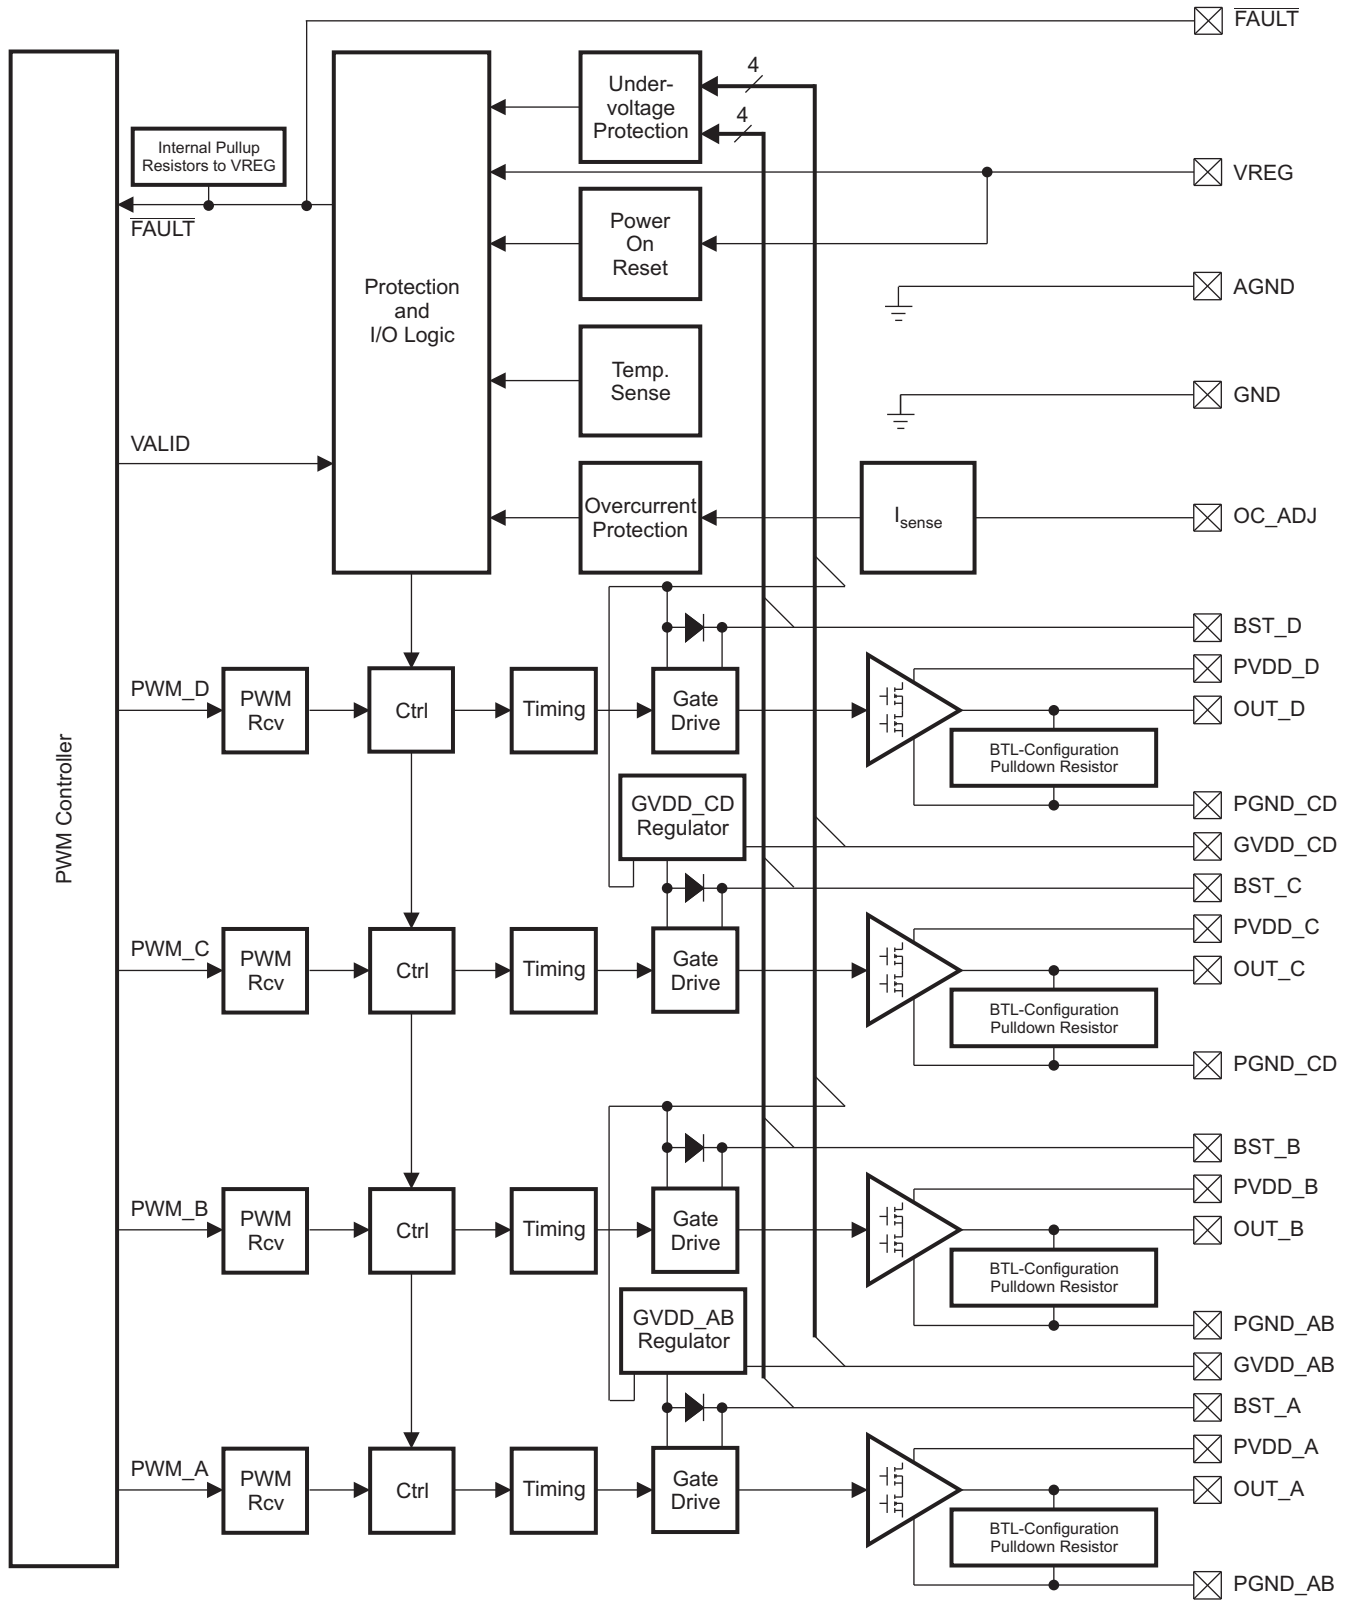 FAULT
4
Under-
voltage
Protection
4
Internal Pullup
Resistors to VREG
VREG
FAULT
Power
On
Reset
Protection
and
I/O Logic
AGND
Temp.
Sense
GND
VALID
Overcurrent
Protection
Isense
OC_ADJ
BST_D
PVDD_D
PWM_D
PWM
Rcv
Ctrl
Timing
Gate
Drive
OUT_D
BTL-Configuration
Pulldown Resistor
PWM Controller
GVDD_CD
Regulator
PGND_CD
GVDD_CD
BST_C
PVDD_C
PWM_C
PWM
Rcv
Ctrl
Timing
Gate
Drive
OUT_C
BTL-Configuration
Pulldown Resistor
PGND_CD
BST_B
PVDD_B
PWM_B
PWM
Rcv
Ctrl
Timing
Gate
Drive
OUT_B
BTL-Configuration
Pulldown Resistor
GVDD_AB
Regulator
PGND_AB
GVDD_AB
BST_A
PVDD_A
PWM_A
PWM
Rcv
Ctrl
Timing
Gate
Drive
OUT_A
BTL-Configuration
Pulldown Resistor
PGND_AB